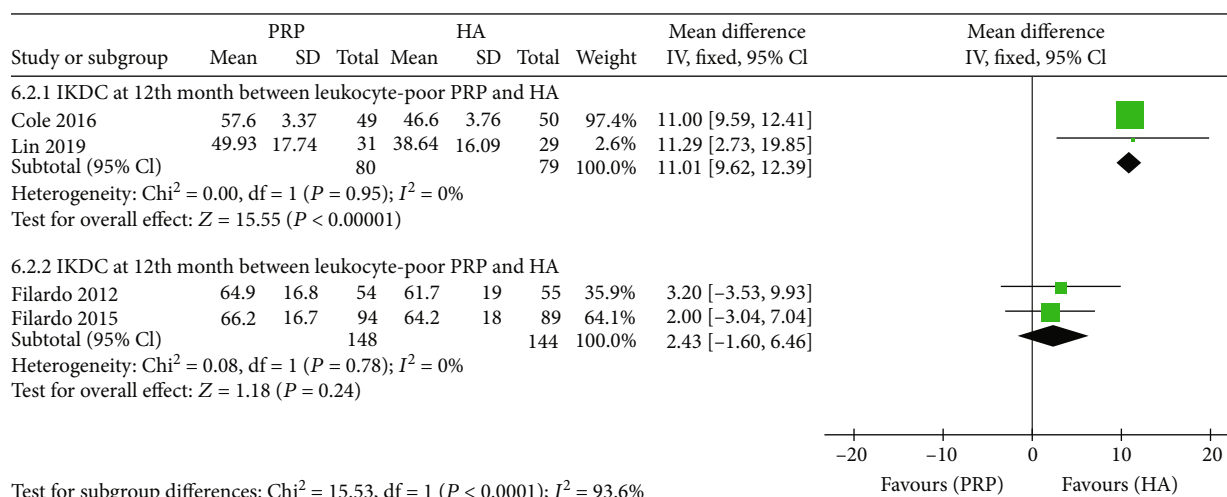 PRP HA Mean difference Mean difference
Study or subgroup Mean SD Total Mean SD Total Weight IV, fixed, 95% Cl IV, fixed, 95% Cl
6.2.1 IKDC at 12th month between leukocyte-poor PRP and HA
Cole 2016 57.6 3.37 49 46.6 3.76 50 97.4% 11.00 [9.59, 12.41]
Lin 2019 49.93 17.74 31 38.64 16.09 29 2.6% 11.29 [2.73, 19.85]
Subtotal (95% Cl) 80 79 100.0% 11.01 [9.62, 12.39]
Heterogeneity: Chi² = 0.00, df = 1 (P = 0.95); I² = 0%
Test for overall effect: Z = 15.55 (P < 0.00001)
6.2.2 IKDC at 12th month between leukocyte-poor PRP and HA
Filardo 2012 64.9 16.8 54 61.7 19 55 35.9% 3.20 [–3.53, 9.93]
Filardo 2015 66.2 16.7 94 64.2 18 89 64.1% 2.00 [–3.04, 7.04]
Subtotal (95% Cl) 148 144 100.0% 2.43 [–1.60, 6.46]
Heterogeneity: Chi² = 0.08, df = 1 (P = 0.78); I² = 0%
Test for overall effect: Z = 1.18 (P = 0.24)
–20 –10 0 10 20
Favours (PRP) Favours (HA)
Test for subgroup differences: Chi² = 15.53, df = 1 (P < 0.0001); I² = 93.6%